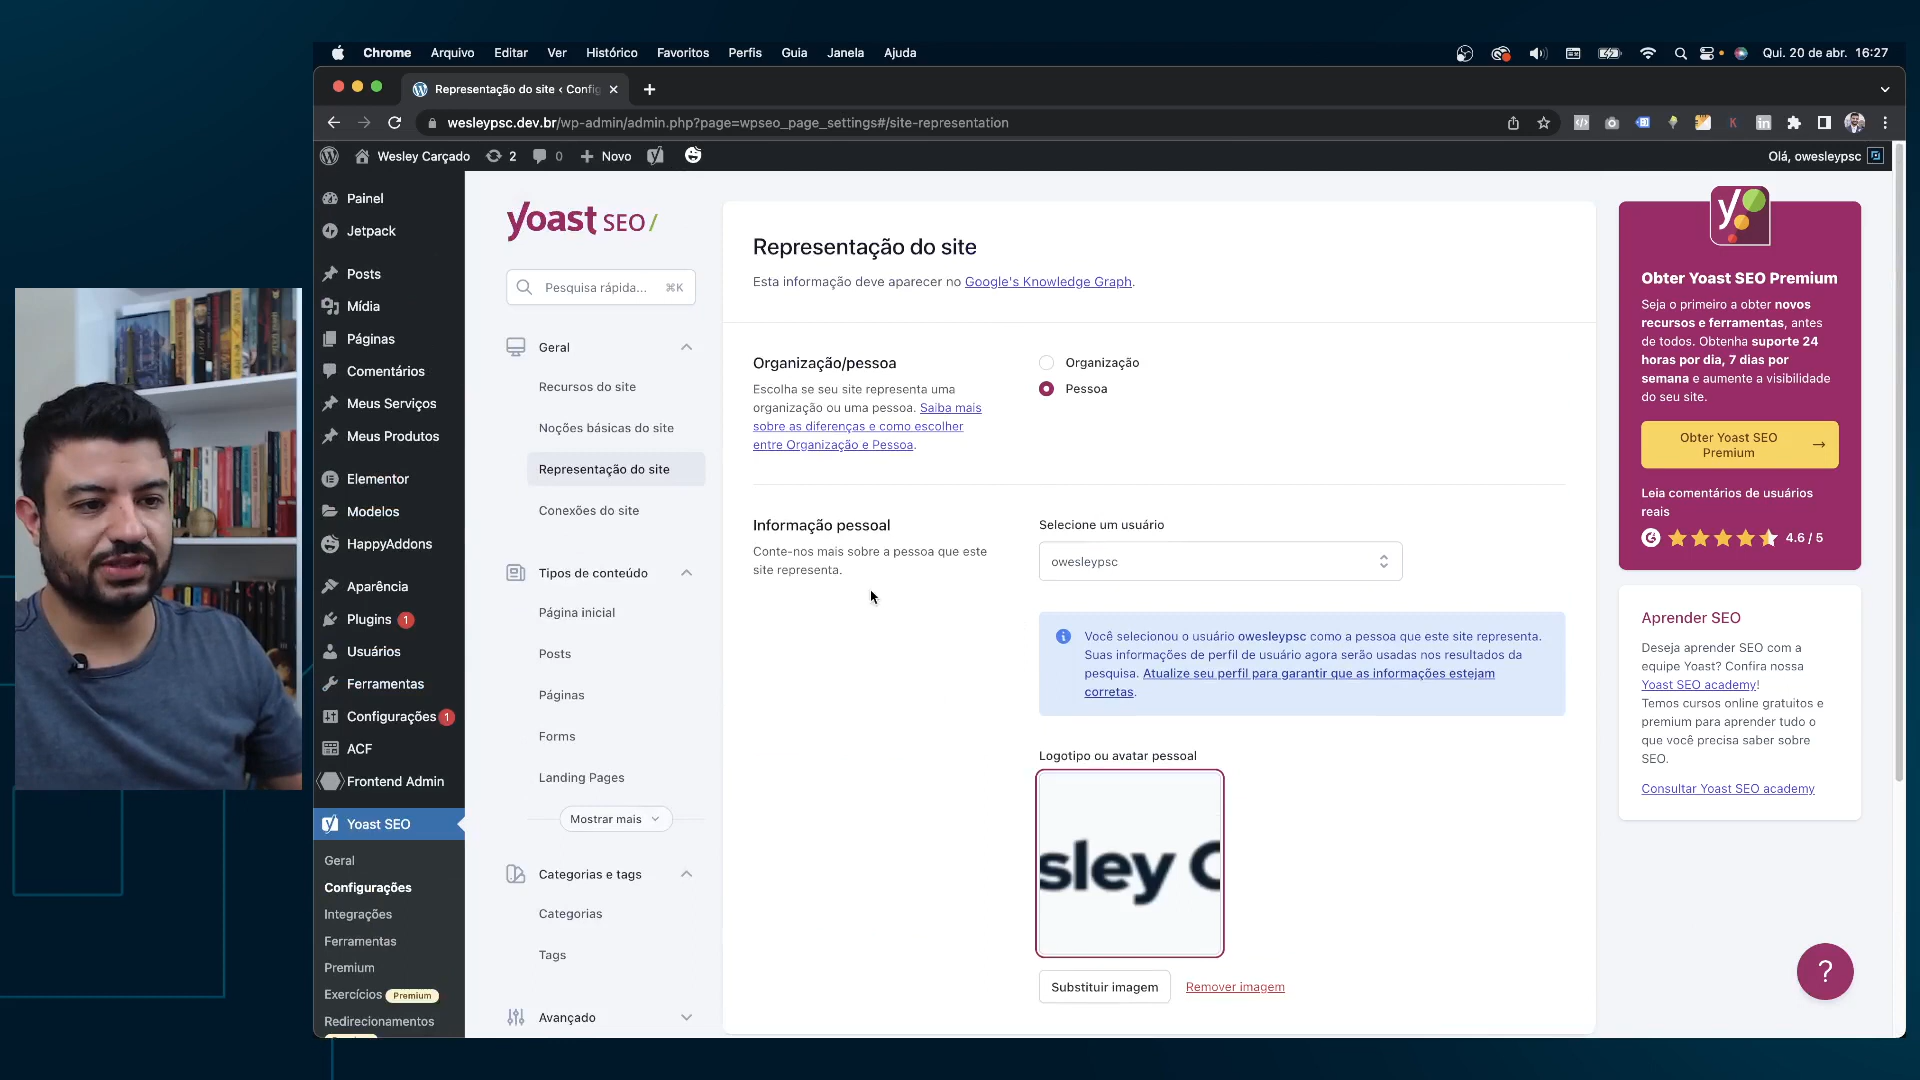 Chrome Arquivo Editar Ver Histórico Favoritos Perfis Guia Janela Ajuda
Qui. 20 de abr. 16:27
Representação do site ‹ Config
wesleypsc.dev.br/wp-admin/admin.php?page=wpseo_page_settings#/site-representation
Wesley Carçado 2 0 Novo
Olá, owesleypsc
Painel
Jetpack
Posts
Mídia
Páginas
Comentários
Meus Serviços
Meus Produtos
Elementor
Modelos
HappyAddons
Aparência
Plugins 1
Usuários
Ferramentas
Configurações 1
ACF
Frontend Admin
Yoast SEO
Geral
Configurações
Integrações
Ferramentas
Premium
Exercícios Premium
Redirecionamentos
yoast SEO/
Pesquisa rápida... ⌘K
Geral
Recursos do site
Noções básicas do site
Representação do site
Conexões do site
Tipos de conteúdo
Página inicial
Posts
Páginas
Forms
Landing Pages
Mostrar mais
Categorias e tags
Categorias
Tags
Avançado
Representação do site
Esta informação deve aparecer no Google's Knowledge Graph.
Organização/pessoa
Escolha se seu site representa uma
organização ou uma pessoa. Saiba mais
sobre as diferenças e como escolher
entre Organização e Pessoa.
Organização
Pessoa
Informação pessoal
Conte-nos mais sobre a pessoa que este
site representa.
Selecione um usuário
owesleypsc
Você selecionou o usuário owesleypsc como a pessoa que este site representa.
Suas informações de perfil de usuário agora serão usadas nos resultados da
pesquisa. Atualize seu perfil para garantir que as informações estejam
corretas.
Logotipo ou avatar pessoal
sley C
Substituir imagem Remover imagem
Obter Yoast SEO Premium
Seja o primeiro a obter novos
recursos e ferramentas, antes
de todos. Obtenha suporte 24
horas por dia, 7 dias por
semana e aumente a visibilidade
do seu site.
Obter Yoast SEO
Premium
Leia comentários de usuários
reais
4.6 / 5
Aprender SEO
Deseja aprender SEO com a
equipe Yoast? Confira nossa
Yoast SEO academy!
Temos cursos online gratuitos e
premium para aprender tudo o
que você precisa saber sobre
SEO.
Consultar Yoast SEO academy
?